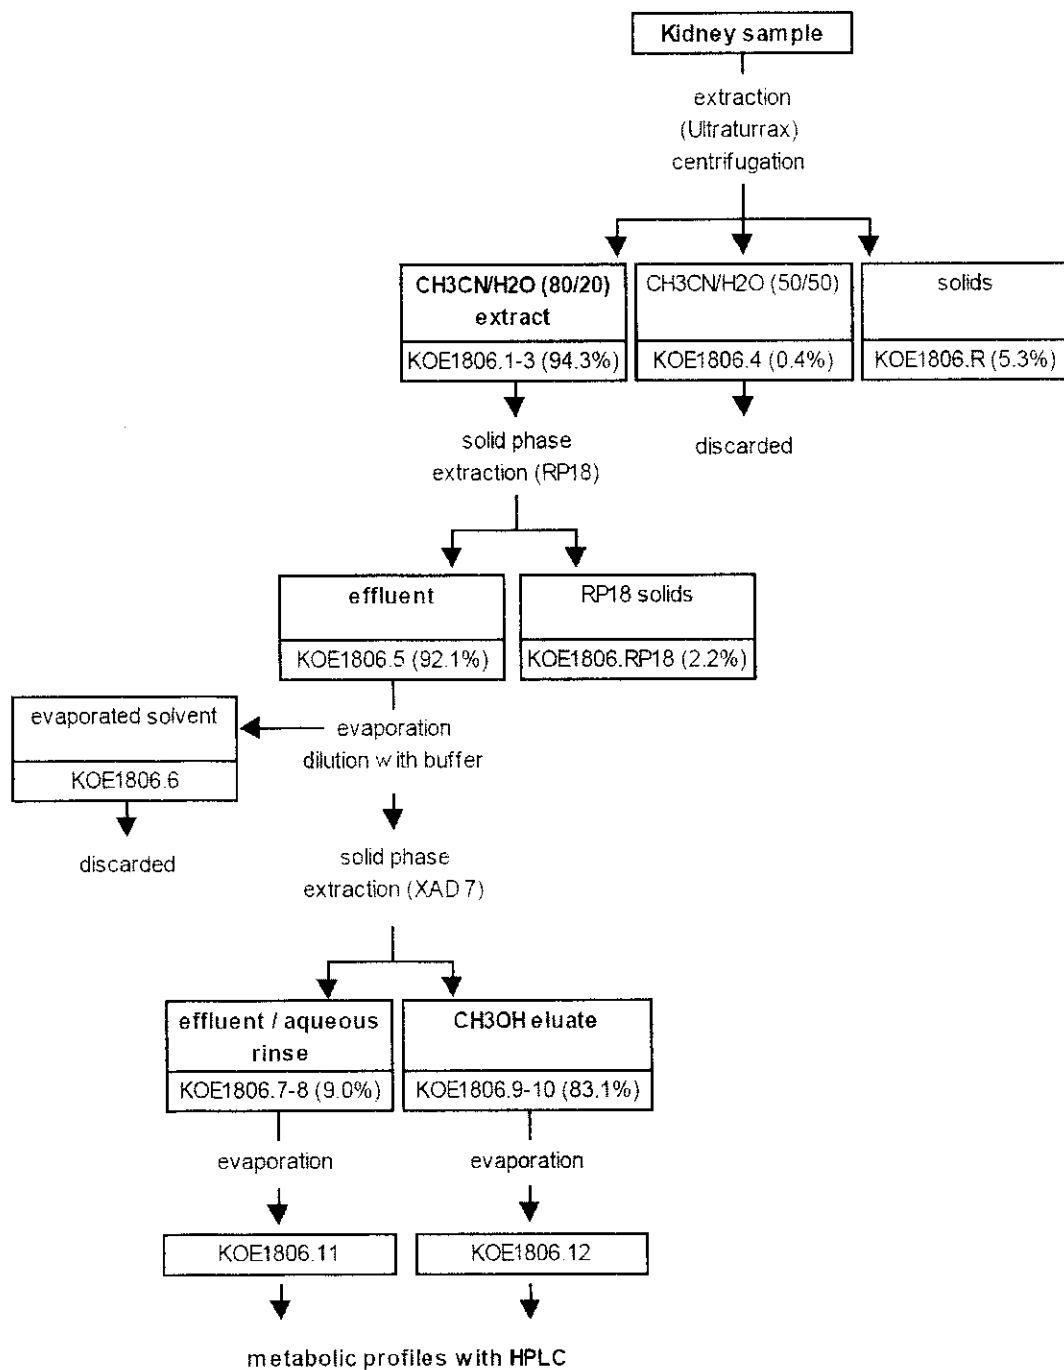 Kidney sample
extraction
(Ultraturrax)
centrifugation
CH3CN/H2O (80/20)
extract
KOE1806.1-3 (94.3%)
CH3CN/H2O (50/50)
KOE1806.4 (0.4%)
solids
KOE1806.R (5.3%)
solid phase
extraction (RP18)
discarded
effluent
KOE1806.5 (92.1%)
RP18 solids
KOE1806.RP18 (2.2%)
evaporated solvent
KOE1806.6
evaporation
dilution with buffer
discarded
solid phase
extraction (XAD 7)
effluent / aqueous
rinse
KOE1806.7-8 (9.0%)
CH3OH eluate
KOE1806.9-10 (83.1%)
evaporation
evaporation
KOE1806.11
KOE1806.12
metabolic profiles with HPLC